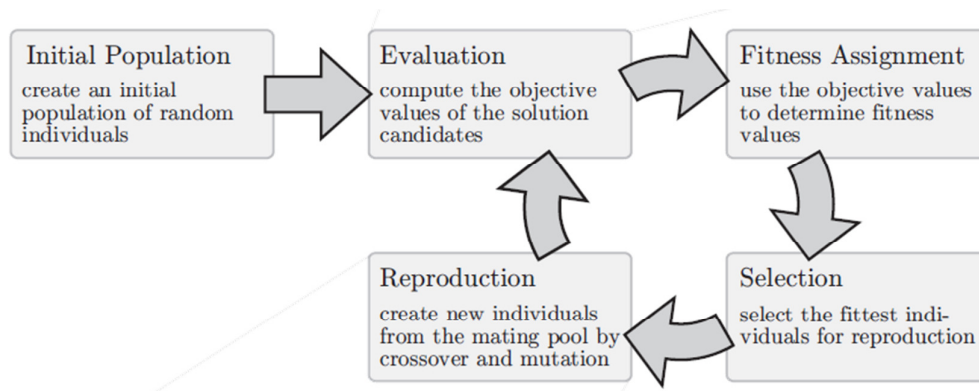 Initial Population
create an initial
population of random
individuals
Evaluation
compute the objective
values of the solution
candidates
Fitness Assignment
use the objective values
to determine fitness
values
Reproduction
create new individuals
from the mating pool by
crossover and mutation
Selection
select the fittest indi-
viduals for reproduction